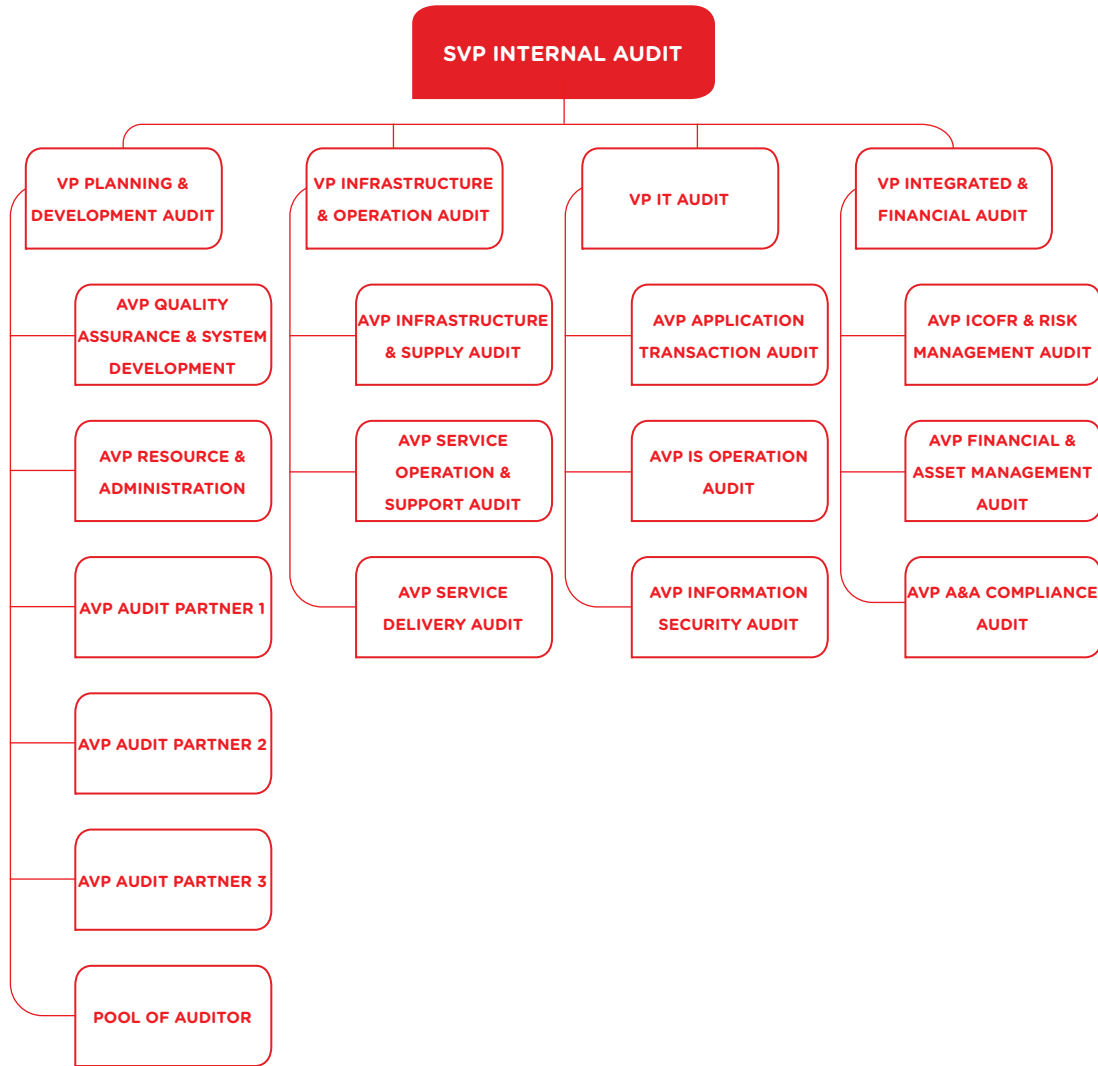 SVP INTERNAL AUDIT
VP PLANNING &
DEVELOPMENT AUDIT
VP INFRASTRUCTURE
& OPERATION AUDIT
VP IT AUDIT
VP INTEGRATED &
FINANCIAL AUDIT
AVP QUALITY
ASSURANCE & SYSTEM
DEVELOPMENT
AVP INFRASTRUCTURE
& SUPPLY AUDIT
AVP APPLICATION
TRANSACTION AUDIT
AVP ICOFR & RISK
MANAGEMENT AUDIT
AVP RESOURCE &
ADMINISTRATION
AVP SERVICE
OPERATION &
SUPPORT AUDIT
AVP IS OPERATION
AUDIT
AVP FINANCIAL &
ASSET MANAGEMENT
AUDIT
AVP AUDIT PARTNER 1
AVP SERVICE
DELIVERY AUDIT
AVP INFORMATION
SECURITY AUDIT
AVP A&A COMPLIANCE
AUDIT
AVP AUDIT PARTNER 2
AVP AUDIT PARTNER 3
POOL OF AUDITOR